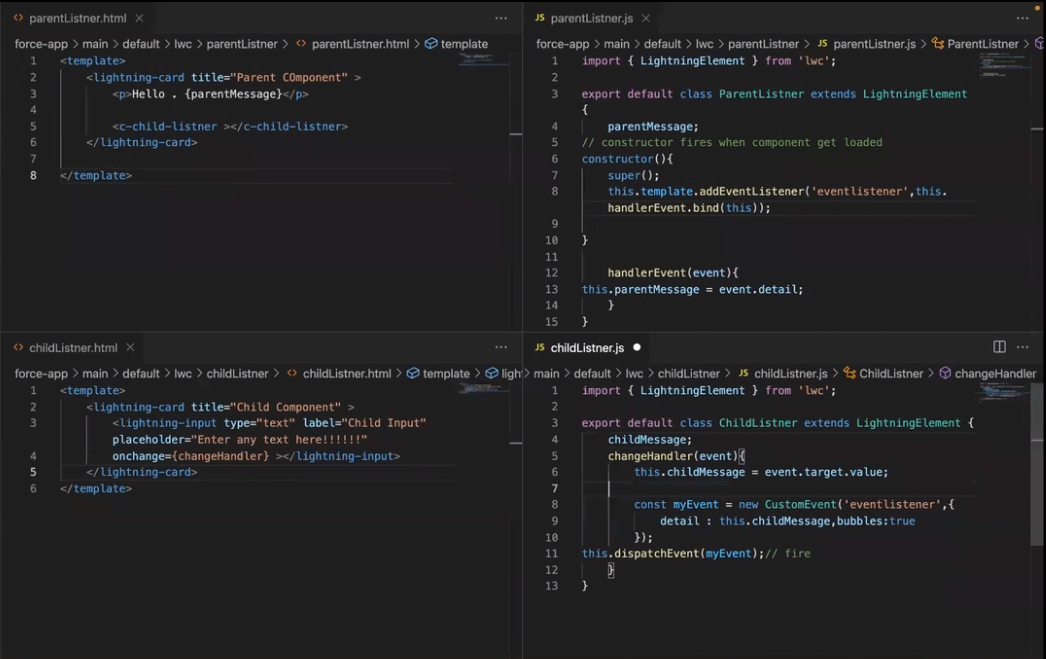 parentListner.html
force-app > main > default > lwc > parentListner > parentListner.html > template
1 <template>
2 <lightning-card title="Parent COmponent" >
3 <p>Hello . {parentMessage}</p>
4
5 <c-child-listner ></c-child-listner>
6 </lightning-card>
7
8 </template>
JS parentListner.js
force-app > main > default > lwc > parentListner > JS parentListner.js > ParentListner >
1 import { LightningElement } from 'lwc';
2
3 export default class ParentListner extends LightningElement
{
4 parentMessage;
5 // constructor fires when component get loaded
6 constructor(){
7 super();
8 this.template.addEventListener('eventlistener',this.
handlerEvent.bind(this));
9
10 }
11
12 handlerEvent(event){
13 this.parentMessage = event.detail;
14 }
15 }
childListner.html
force-app > main > default > lwc > childListner > childListner.html > template > ligh
1 <template>
2 <lightning-card title="Child Component" >
3 <lightning-input type="text" label="Child Input"
placeholder="Enter any text here!!!!!!"
4 onchange={changeHandler} ></lightning-input>
5 </lightning-card>
6 </template>
JS childListner.js
> main > default > lwc > childListner > JS childListner.js > ChildListner > changeHandler
1 import { LightningElement } from 'lwc';
2
3 export default class ChildListner extends LightningElement {
4 childMessage;
5 changeHandler(event){
6 this.childMessage = event.target.value;
7
8 const myEvent = new CustomEvent('eventlistener',{
9 detail : this.childMessage,bubbles:true
10 });
11 this.dispatchEvent(myEvent);// fire
12 }
13 }